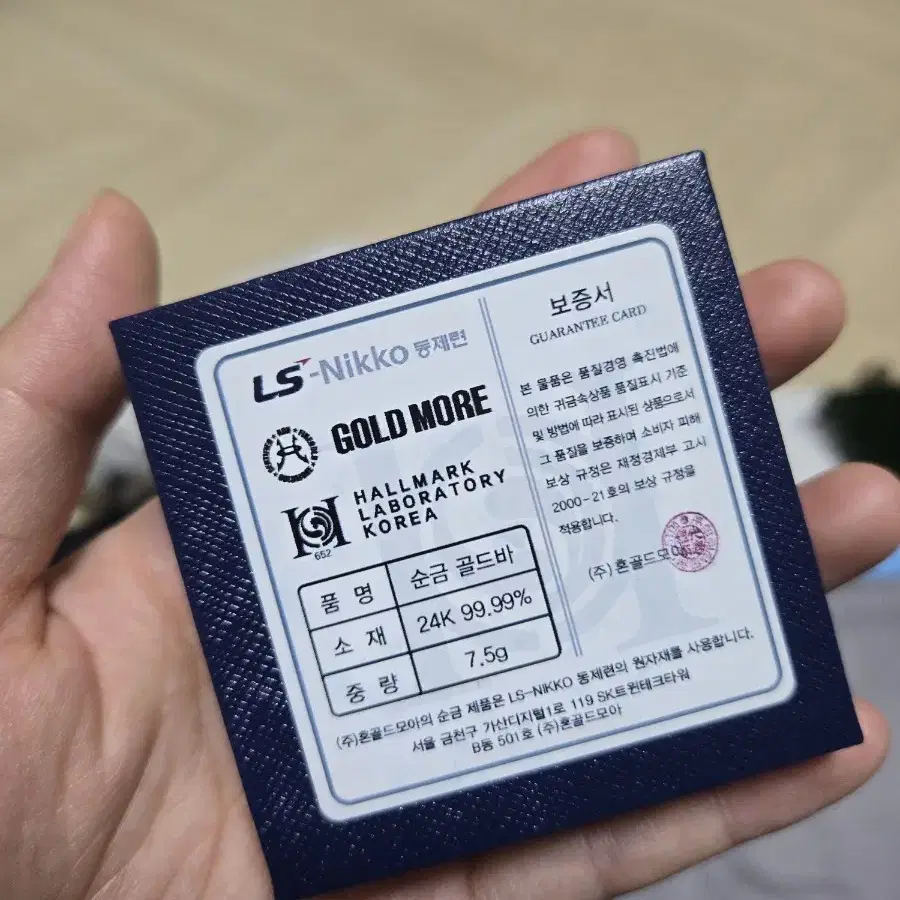 LS-Nikko 동제련
GOLD MORE
HALLMARK
LABORATORY
KOREA
652
품 명 순금 골드바
소 재 24K 99.99%
중 량 7.5g
보증서
GUARANTEE CARD
본 물품은 품질경영 촉진법에
의한 귀금속상품 품질표시 기준
및 방법에 따라 표시된 상품으로서
그 품질을 보증하며 소비자 피해
보상 규정은 재정경제부 고시
2000-21호의 보상 규정을
적용합니다.
(주) 혼골드모아
(주)혼골드모아의 순금 제품은 LS-NIKKO 동제련의 원자재를 사용합니다.
서울 금천구 가산디지털1로 119 SK트윈테크타워
B동 501호 (주)혼골드모아